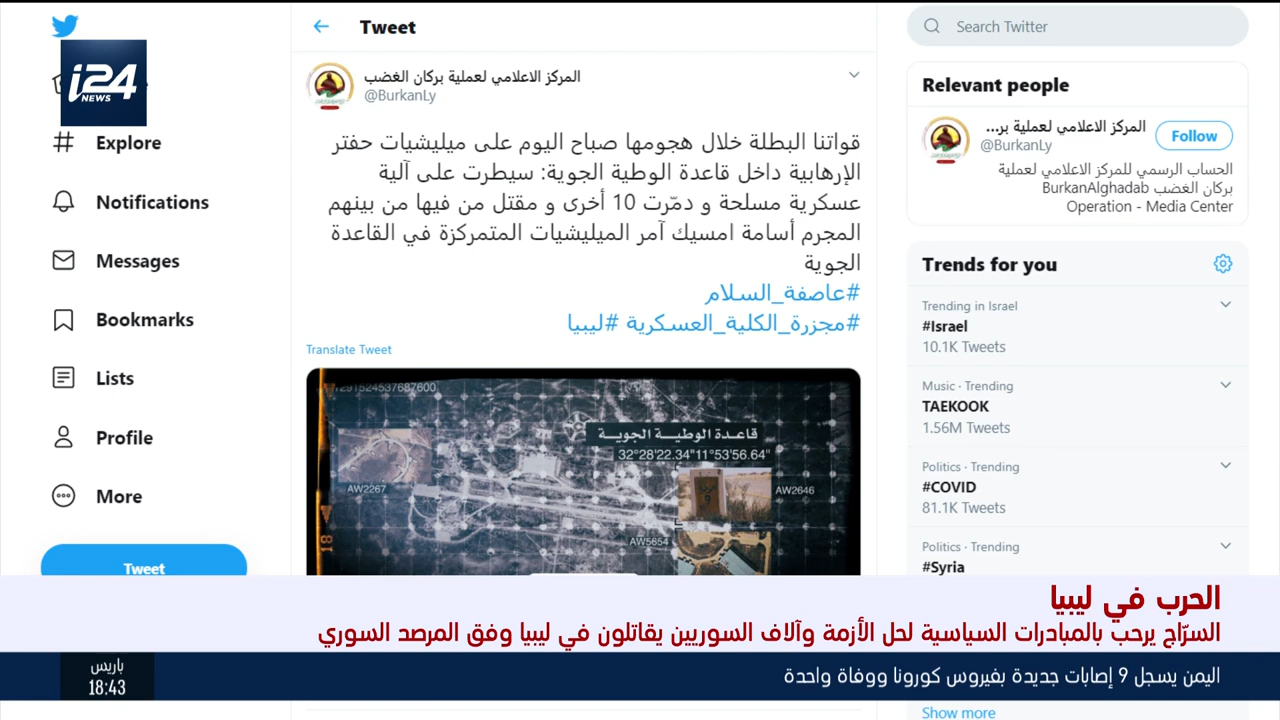 i24
NEWS
Explore
Notifications
Messages
Bookmarks
Lists
Profile
More
Tweet
Tweet
المركز الاعلامي لعملية بركان الغضب
@BurkanLy
قواتنا البطلة خلال هجومها صباح اليوم على ميليشيات حفتر
الإرهابية داخل قاعدة الوطية الجوية: سيطرت على آلية
عسكرية مسلحة و دمّرت 10 أخرى و مقتل من فيها من بينهم
المجرم أسامة امسيك آمر الميليشيات المتمركزة في القاعدة
الجوية
#عاصفة_السلام
#مجزرة_الكلية_العسكرية #ليبيا
Translate Tweet
7291524537687600
قاعدة الوطية الجوية
32°28'22.34"11°53'56.64"
AW2267
AW2646
AW5654
18
Search Twitter
Relevant people
المركز الاعلامي لعملية بر...
@BurkanLy
Follow
الحساب الرسمي للمركز الاعلامي لعملية
بركان الغضب BurkanAlghadab
Operation - Media Center
Trends for you
Trending in Israel
#Israel
10.1K Tweets
Music · Trending
TAEKOOK
1.56M Tweets
Politics · Trending
#COVID
81.1K Tweets
Politics · Trending
#Syria
Show more
الحرب في ليبيا
السرّاج يرحب بالمبادرات السياسية لحل الأزمة وآلاف السوريين يقاتلون في ليبيا وفق المرصد السوري
اليمن يسجل 9 إصابات جديدة بفيروس كورونا ووفاة واحدة
باريس
18:43